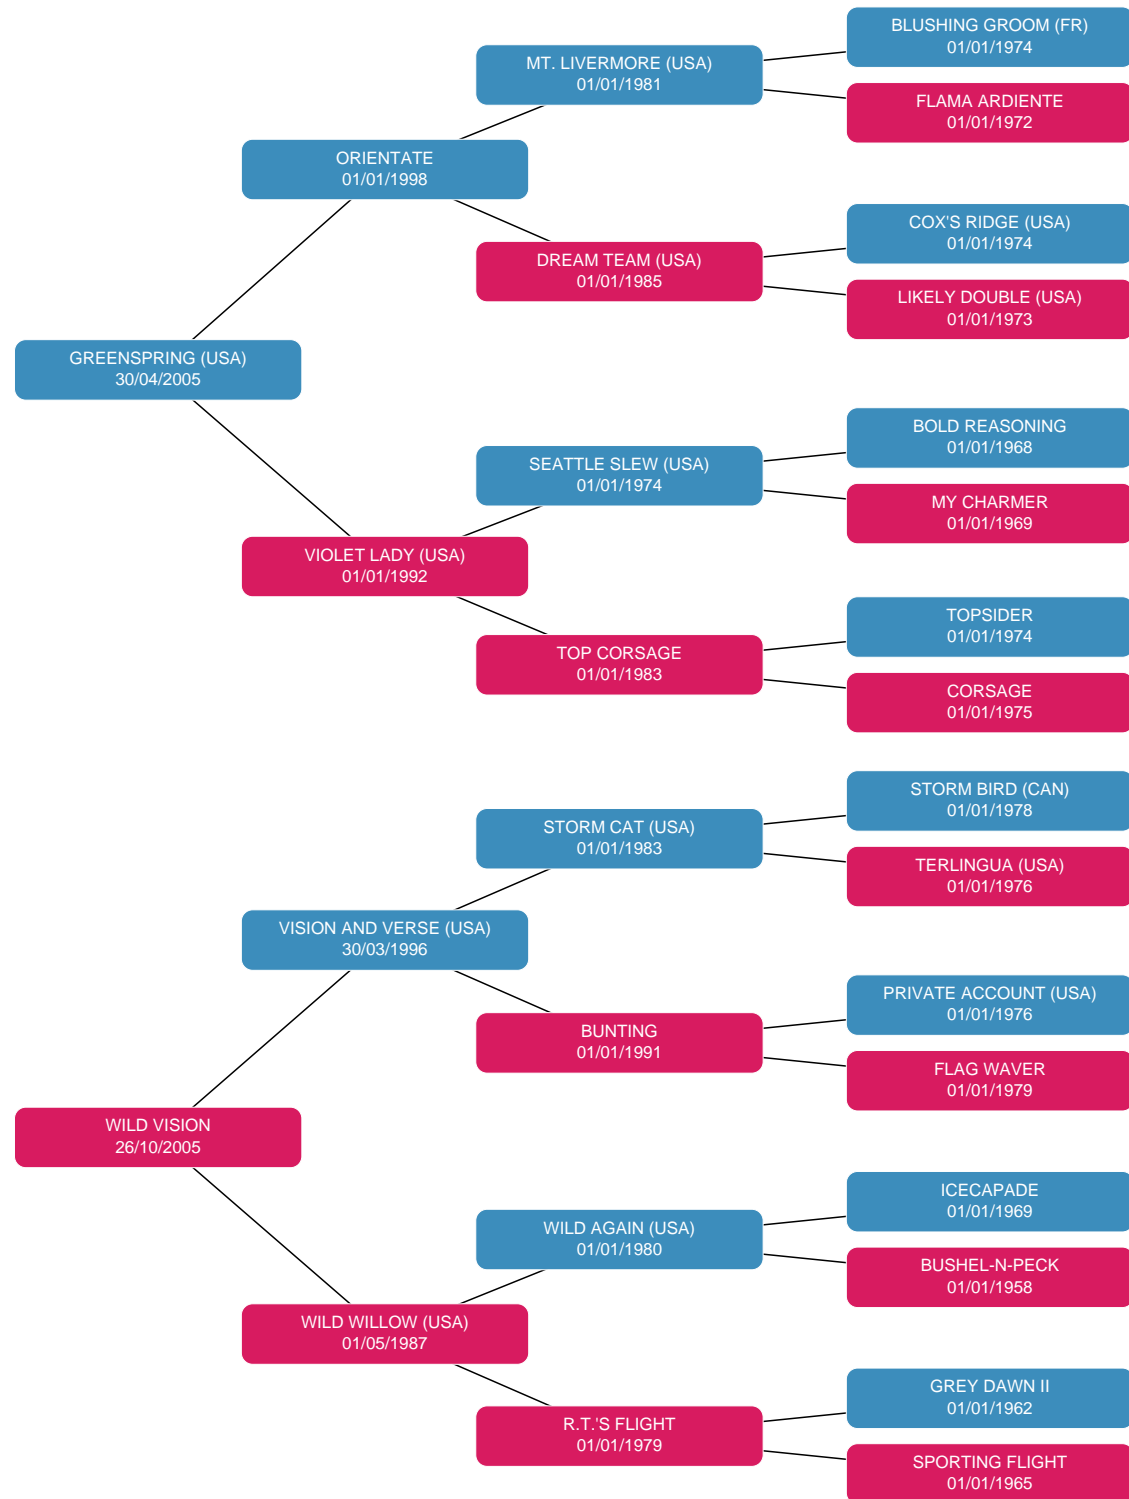 BLUSHING GROOM (FR)
01/01/1974
MT. LIVERMORE (USA)
01/01/1981
FLAMA ARDIENTE
01/01/1972
ORIENTATE
01/01/1998
COX'S RIDGE (USA)
01/01/1974
DREAM TEAM (USA)
01/01/1985
LIKELY DOUBLE (USA)
01/01/1973
GREENSPRING (USA)
30/04/2005
BOLD REASONING
01/01/1968
SEATTLE SLEW (USA)
01/01/1974
MY CHARMER
01/01/1969
VIOLET LADY (USA)
01/01/1992
TOPSIDER
01/01/1974
TOP CORSAGE
01/01/1983
CORSAGE
01/01/1975
STORM BIRD (CAN)
01/01/1978
STORM CAT (USA)
01/01/1983
TERLINGUA (USA)
01/01/1976
VISION AND VERSE (USA)
30/03/1996
PRIVATE ACCOUNT (USA)
01/01/1976
BUNTING
01/01/1991
FLAG WAVER
01/01/1979
WILD VISION
26/10/2005
ICECAPADE
01/01/1969
WILD AGAIN (USA)
01/01/1980
BUSHEL-N-PECK
01/01/1958
WILD WILLOW (USA)
01/05/1987
GREY DAWN II
01/01/1962
R.T.'S FLIGHT
01/01/1979
SPORTING FLIGHT
01/01/1965